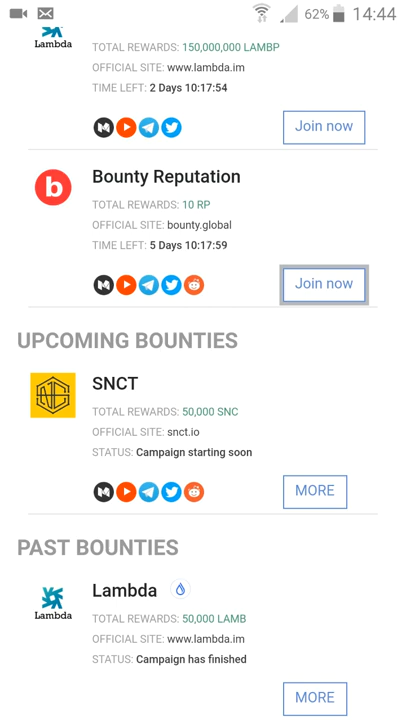 62% 14:44
Lambda
TOTAL REWARDS: 150,000,000 LAMBP
OFFICIAL SITE: www.lambda.im
TIME LEFT: 2 Days 10:17:54
Join now
b
Bounty Reputation
TOTAL REWARDS: 10 RP
OFFICIAL SITE: bounty.global
TIME LEFT: 5 Days 10:17:59
Join now
UPCOMING BOUNTIES
SNCT
TOTAL REWARDS: 50,000 SNC
OFFICIAL SITE: snct.io
STATUS: Campaign starting soon
MORE
PAST BOUNTIES
Lambda
Lambda
TOTAL REWARDS: 50,000 LAMB
OFFICIAL SITE: www.lambda.im
STATUS: Campaign has finished
MORE